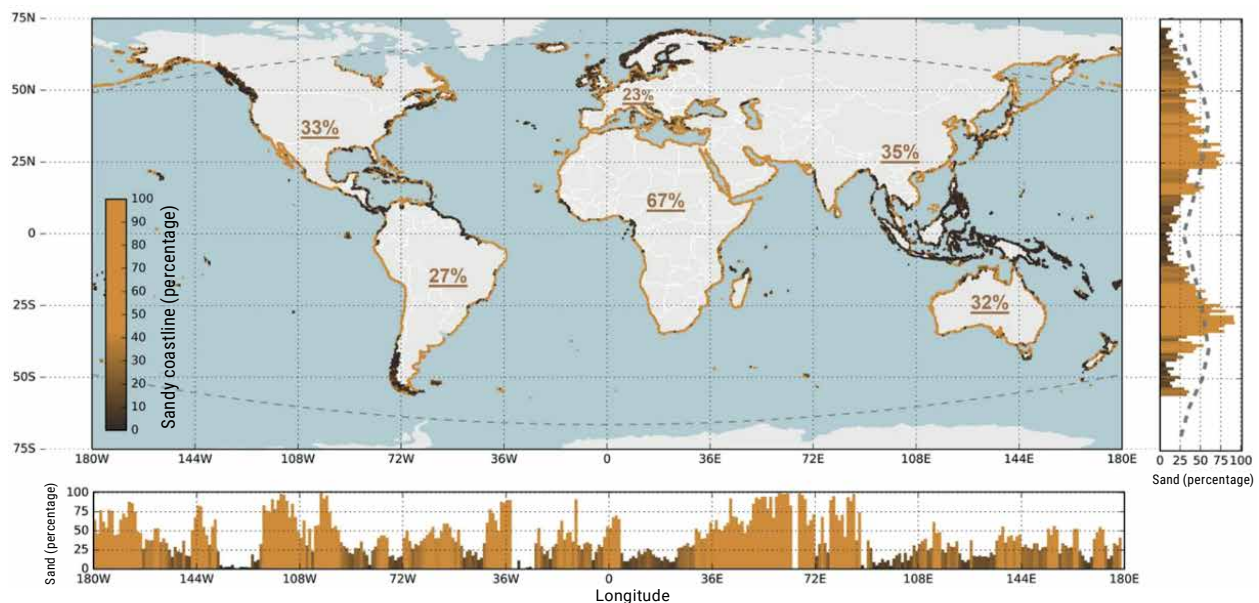 75N
50N
25N
0
25S
50S
75S
180W 144W 108W 72W 36W 0 36E 72E 108E 144E 180E
33%
27%
23%
67%
35%
32%
Sandy coastline (percentage)
100
90
80
70
60
50
40
30
20
10
0
0 25 50 75 100
Sand (percentage)
Sand (percentage)
100
75
50
25
0
180W 144W 108W 72W 36W 0 36E 72E 108E 144E 180E
Longitude